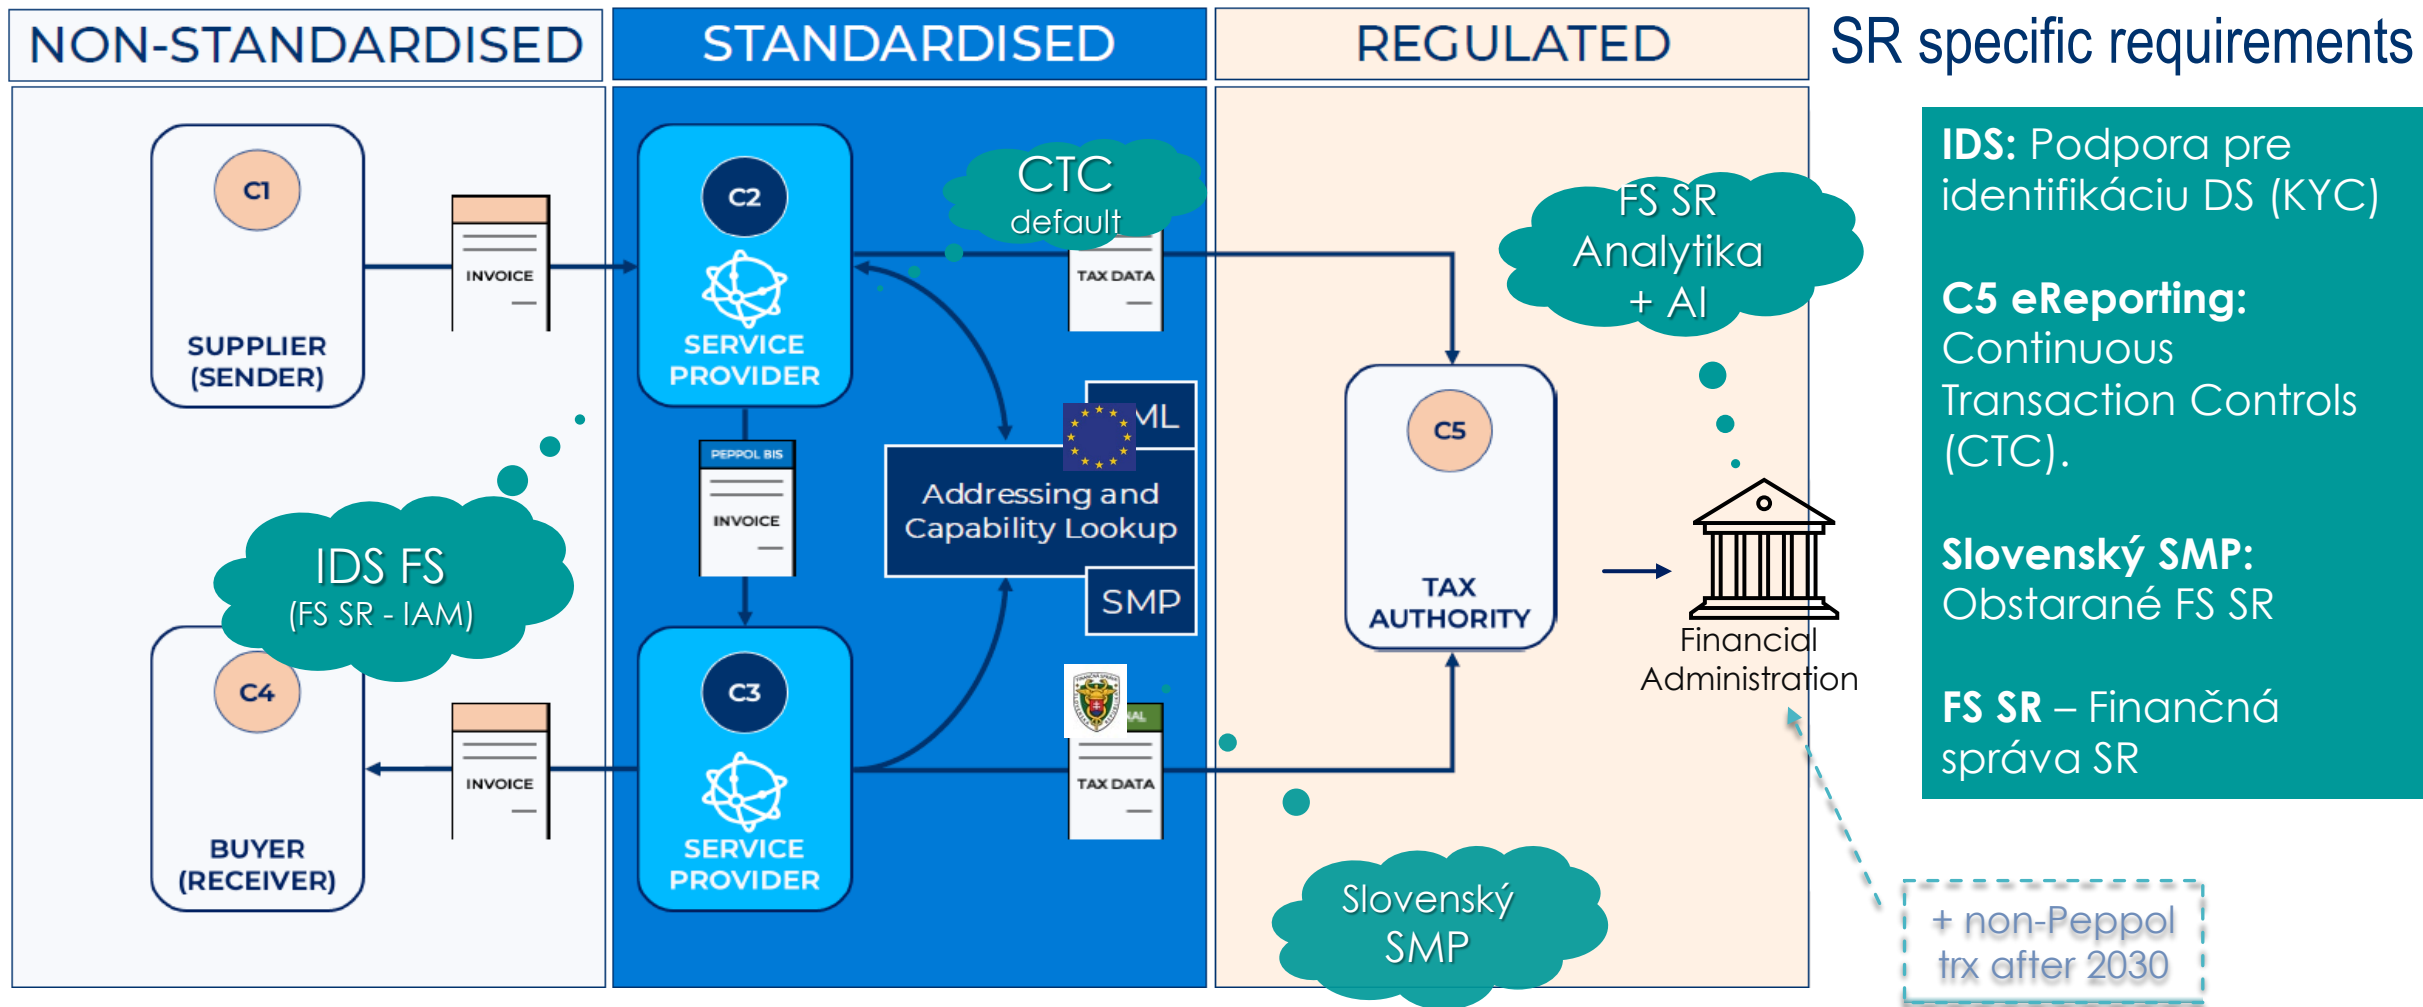 NON-STANDARDISED
STANDARDISED
REGULATED
SR specific requirements
C1
SUPPLIER
(SENDER)
INVOICE
C2
SERVICE
PROVIDER
CTC
default
TAX DATA
FS SR
Analytika
+ AI
PEPPOL BIS
INVOICE
ML
Addressing and
Capability Lookup
SMP
C5
TAX
AUTHORITY
Financial
Administration
IDS FS
(FS SR - IAM)
C4
BUYER
(RECEIVER)
INVOICE
C3
SERVICE
PROVIDER
NAL
TAX DATA
Slovenský
SMP
IDS: Podpora pre
identifikáciu DS (KYC)
C5 eReporting:
Continuous
Transaction Controls
(CTC).
Slovenský SMP:
Obstarané FS SR
FS SR – Finančná
správa SR
+ non-Peppol
trx after 2030